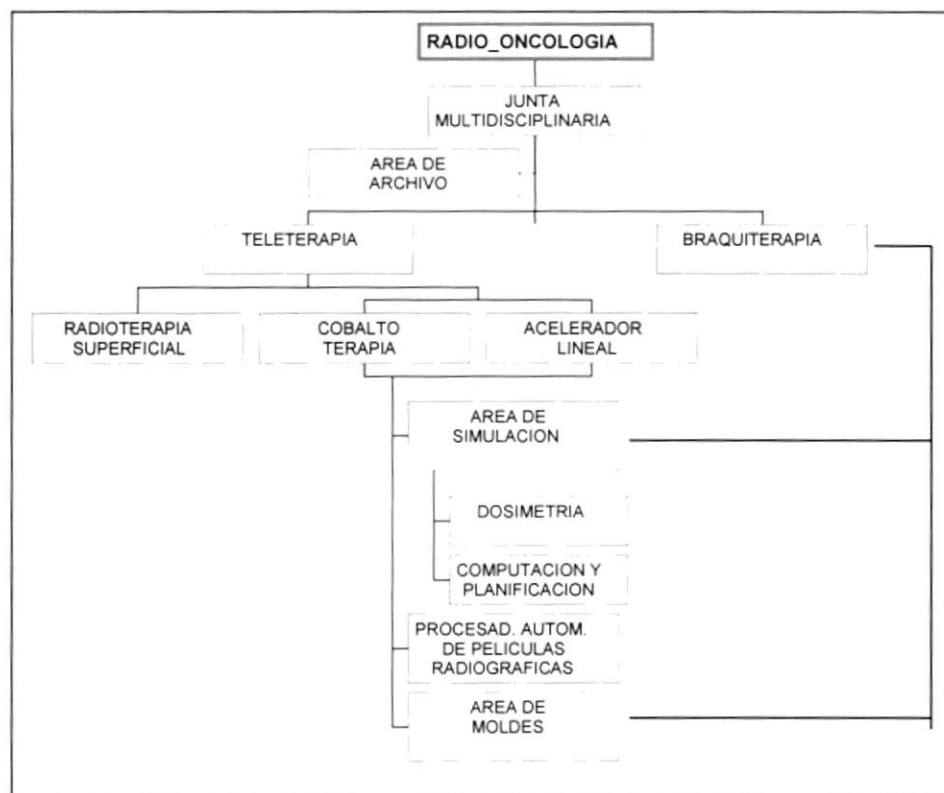 RADIO_ONCOLOGIA
JUNTA
MULTIDISCIPLINARIA
AREA DE
ARCHIVO
TELETERAPIA
BRAQUITERAPIA
RADIOTERAPIA
SUPERFICIAL
COBALTO
TERAPIA
ACELERADOR
LINEAL
AREA DE
SIMULACION
DOSIMETRIA
COMPUTACION Y
PLANIFICACION
PROCESAD. AUTOM.
DE PELICULAS
RADIOGRAFICAS
AREA DE
MOLDES